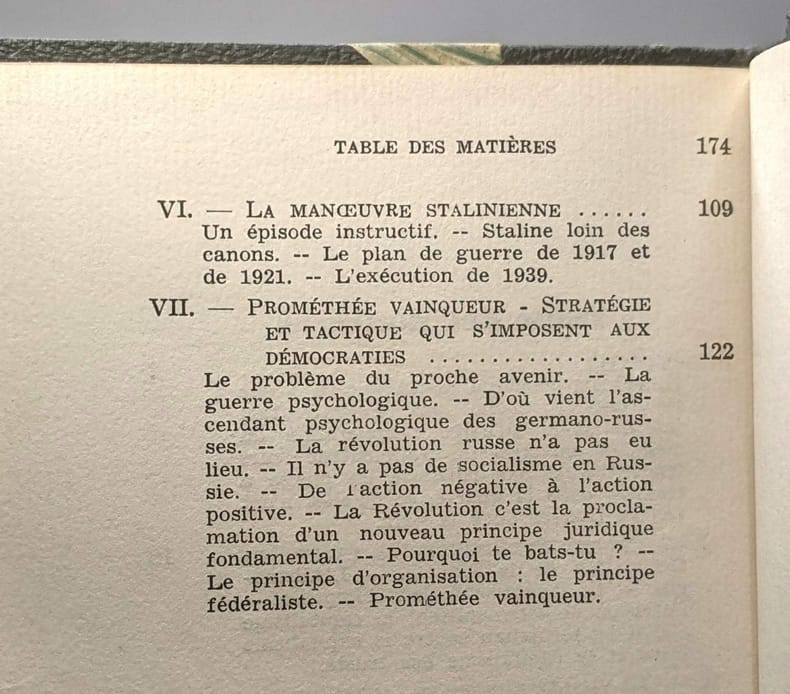 TABLE DES MATIÈRES 174
VI. — LA MANŒUVRE STALINIENNE ...... 109
Un épisode instructif. -- Staline loin des
canons. -- Le plan de guerre de 1917 et
de 1921. -- L'exécution de 1939.
VII. — PROMÉTHÉE VAINQUEUR - STRATÉGIE
ET TACTIQUE QUI S'IMPOSENT AUX
DÉMOCRATIES .................. 122
Le problème du proche avenir. -- La
guerre psychologique. -- D'où vient l'as-
cendant psychologique des germano-rus-
ses. -- La révolution russe n'a pas eu
lieu. -- Il n'y a pas de socialisme en Rus-
sie. -- De l'action négative à l'action
positive. -- La Révolution c'est la procla-
mation d'un nouveau principe juridique
fondamental. -- Pourquoi te bats-tu ? --
Le principe d'organisation : le principe
fédéraliste. -- Prométhée vainqueur.